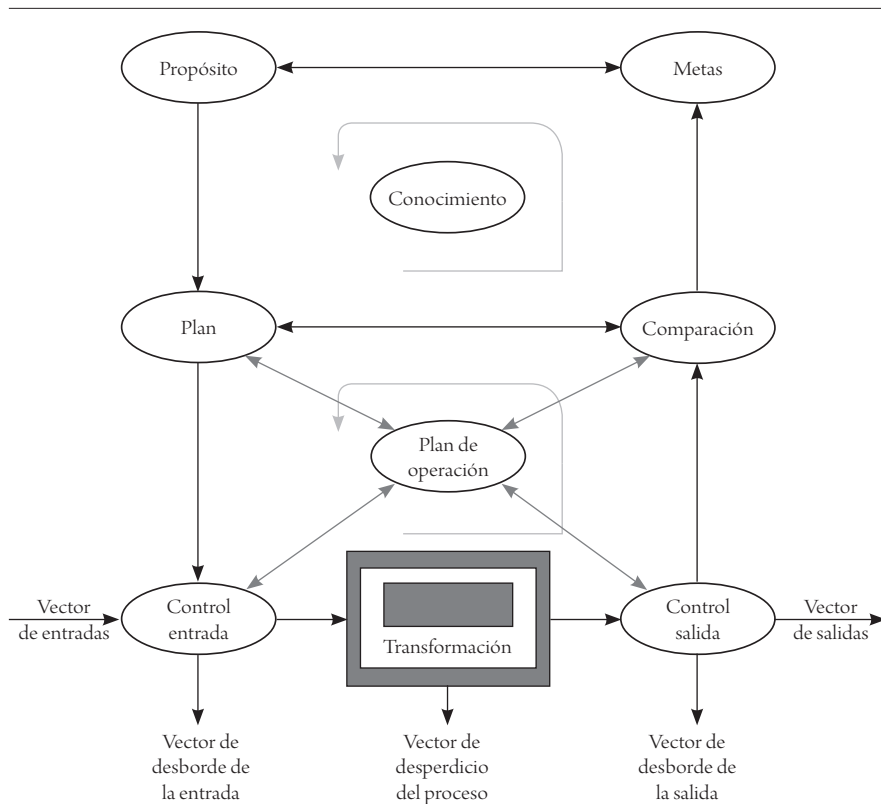 Propósito
Metas
Conocimiento
Plan
Comparación
Plan de
operación
Vector
de entradas
Control
entrada
Transformación
Control
salida
Vector
de salidas
Vector de
desborde de
la entrada
Vector de
desperdicio
del proceso
Vector de
desborde de
la salida